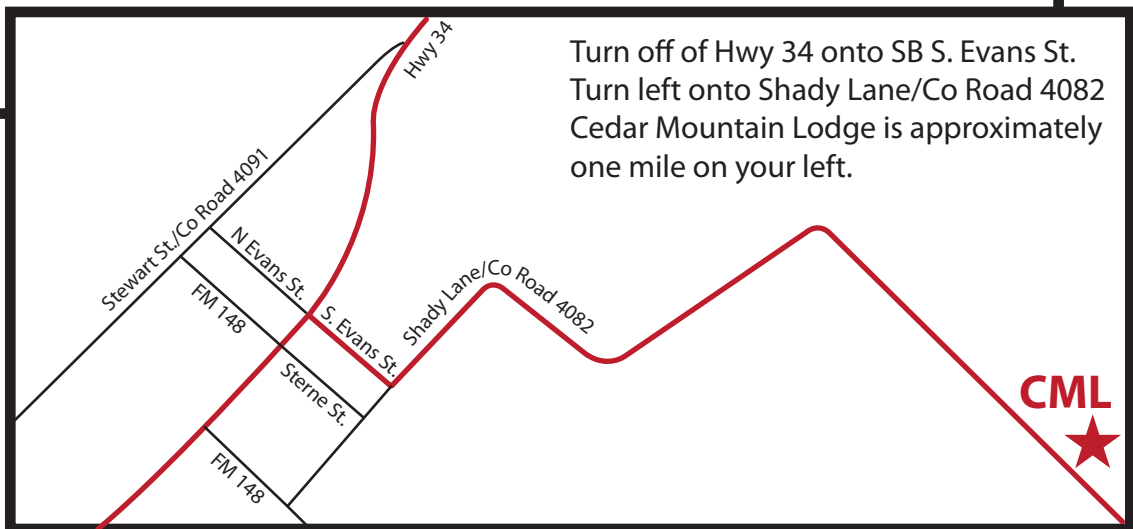 Turn off of Hwy 34 onto SB S. Evans St.
Turn left onto Shady Lane/Co Road 4082
Cedar Mountain Lodge is approximately
one mile on your left.
Hwy 34
Stewart St./Co Road 4091
N Evans St.
FM 148
S. Evans St.
Shady Lane/Co Road 4082
Sterne St.
FM 148
CML